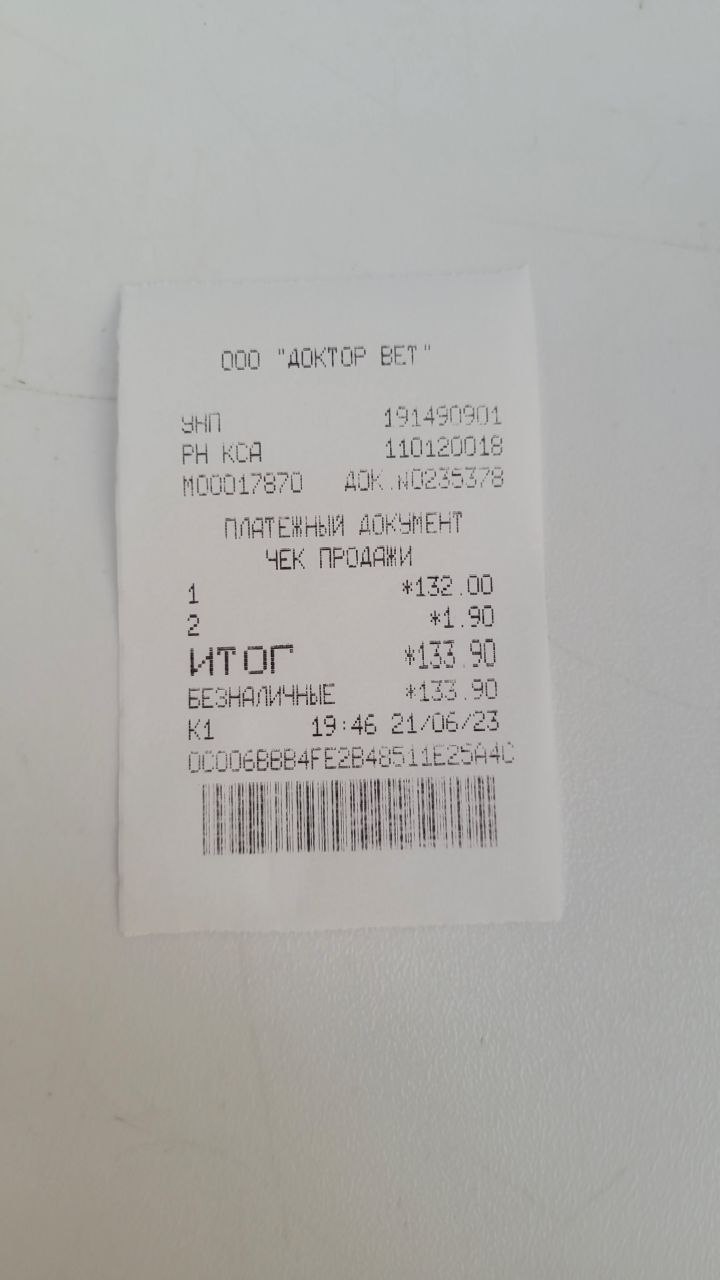 ООО "ДОКТОР ВЕТ"
УНП 191490901
РН КСА 110120018
М00017870 ДОК.N0235378
ПЛАТЕЖНЫЙ ДОКУМЕНТ
ЧЕК ПРОДАЖИ
1 *132.00
2 *1.90
ИТОГ *133.90
БЕЗНАЛИЧНЫЕ *133.90
К1 19:46 21/06/23
0C006BBB4FE2B48511E25A4C